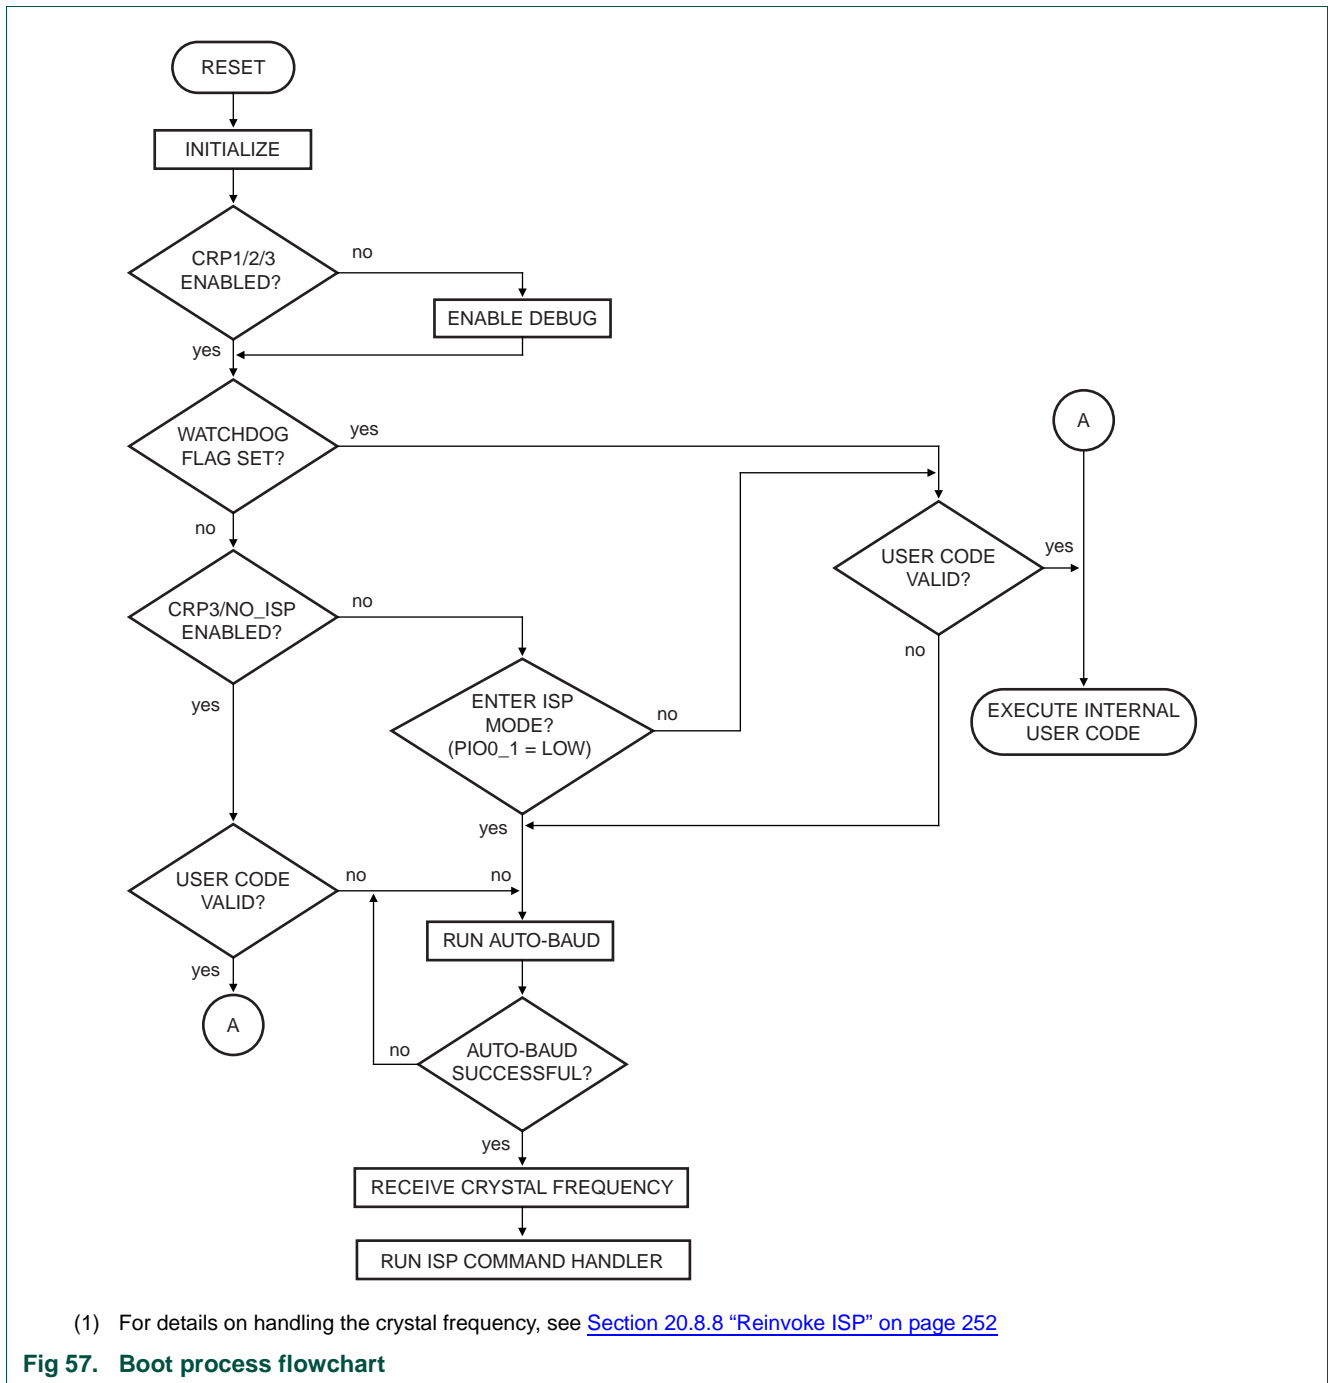 RESET
INITIALIZE
CRP1/2/3
ENABLED?
no
ENABLE DEBUG
yes
WATCHDOG
FLAG SET?
yes
A
no
USER CODE
VALID?
yes
no
CRP3/NO_ISP
ENABLED?
no
yes
ENTER ISP
MODE?
(PIO0_1 = LOW)
no
EXECUTE INTERNAL
USER CODE
yes
USER CODE
VALID?
no
no
yes
A
RUN AUTO-BAUD
AUTO-BAUD
SUCCESSFUL?
no
yes
RECEIVE CRYSTAL FREQUENCY
RUN ISP COMMAND HANDLER
(1) For details on handling the crystal frequency, see Section 20.8.8 “Reinvoke ISP” on page 252
Fig 57. Boot process flowchart